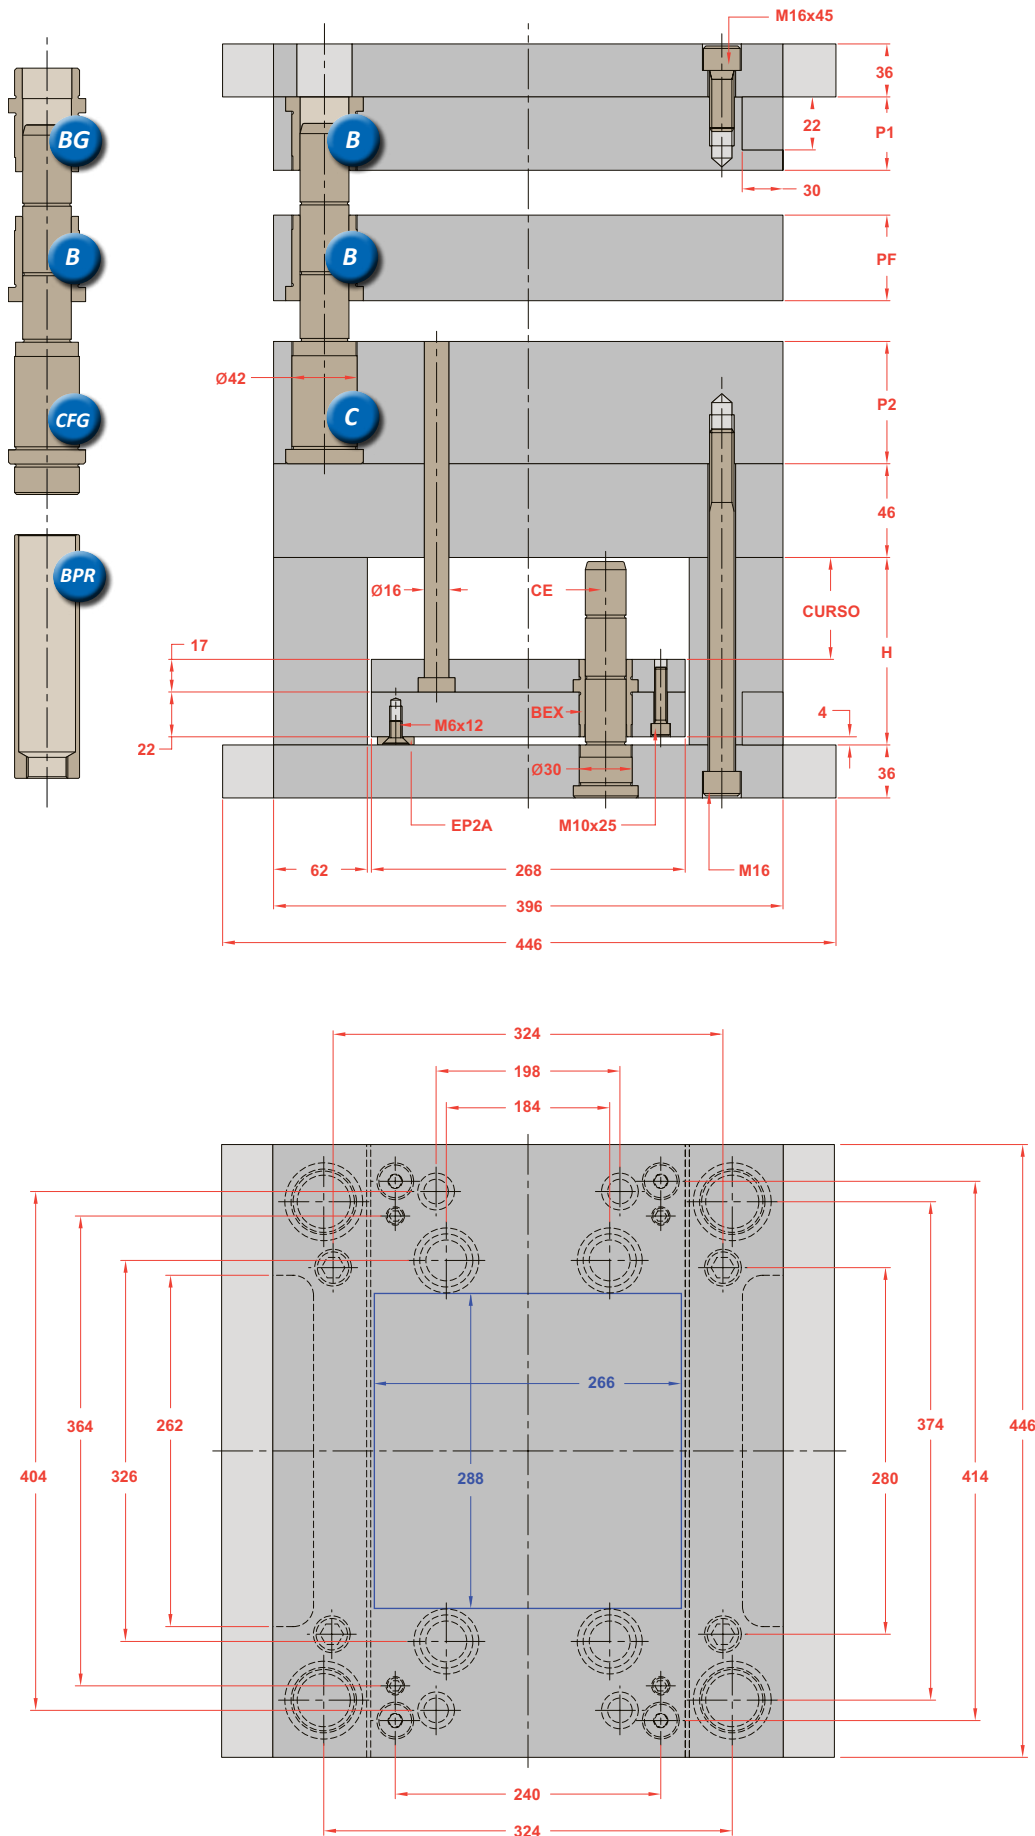 M16x45
36
22
P1
30
BG
B
B
B
PF
Ø42
C
CFG
P2
46
BPR
Ø16
CE
CURSO
17
H
BEX
4
M6x12
22
Ø30
36
EP2A
M10x25
62
268
M16
396
446
324
198
184
266
364
262
374
446
404
326
288
280
414
240
324